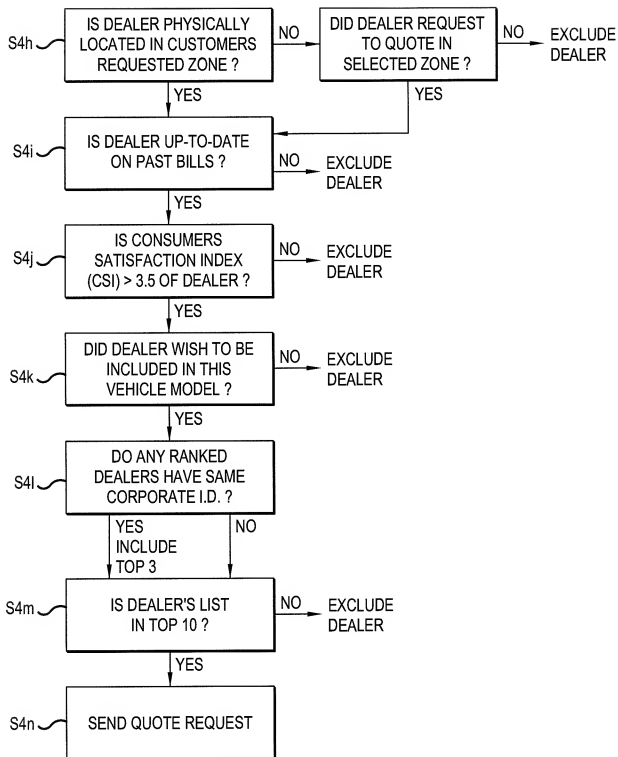 S4h
IS DEALER PHYSICALLY
LOCATED IN CUSTOMERS
REQUESTED ZONE ?
NO
DID DEALER REQUEST
TO QUOTE IN
SELECTED ZONE ?
NO
EXCLUDE
DEALER
YES
YES
S4i
IS DEALER UP-TO-DATE
ON PAST BILLS ?
NO
EXCLUDE
DEALER
YES
S4j
IS CONSUMERS
SATISFACTION INDEX
(CSI) > 3.5 OF DEALER ?
NO
EXCLUDE
DEALER
YES
S4k
DID DEALER WISH TO BE
INCLUDED IN THIS
VEHICLE MODEL ?
NO
EXCLUDE
DEALER
YES
S4l
DO ANY RANKED
DEALERS HAVE SAME
CORPORATE I.D. ?
YES
INCLUDE
TOP 3
NO
S4m
IS DEALER'S LIST
IN TOP 10 ?
NO
EXCLUDE
DEALER
YES
S4n
SEND QUOTE REQUEST